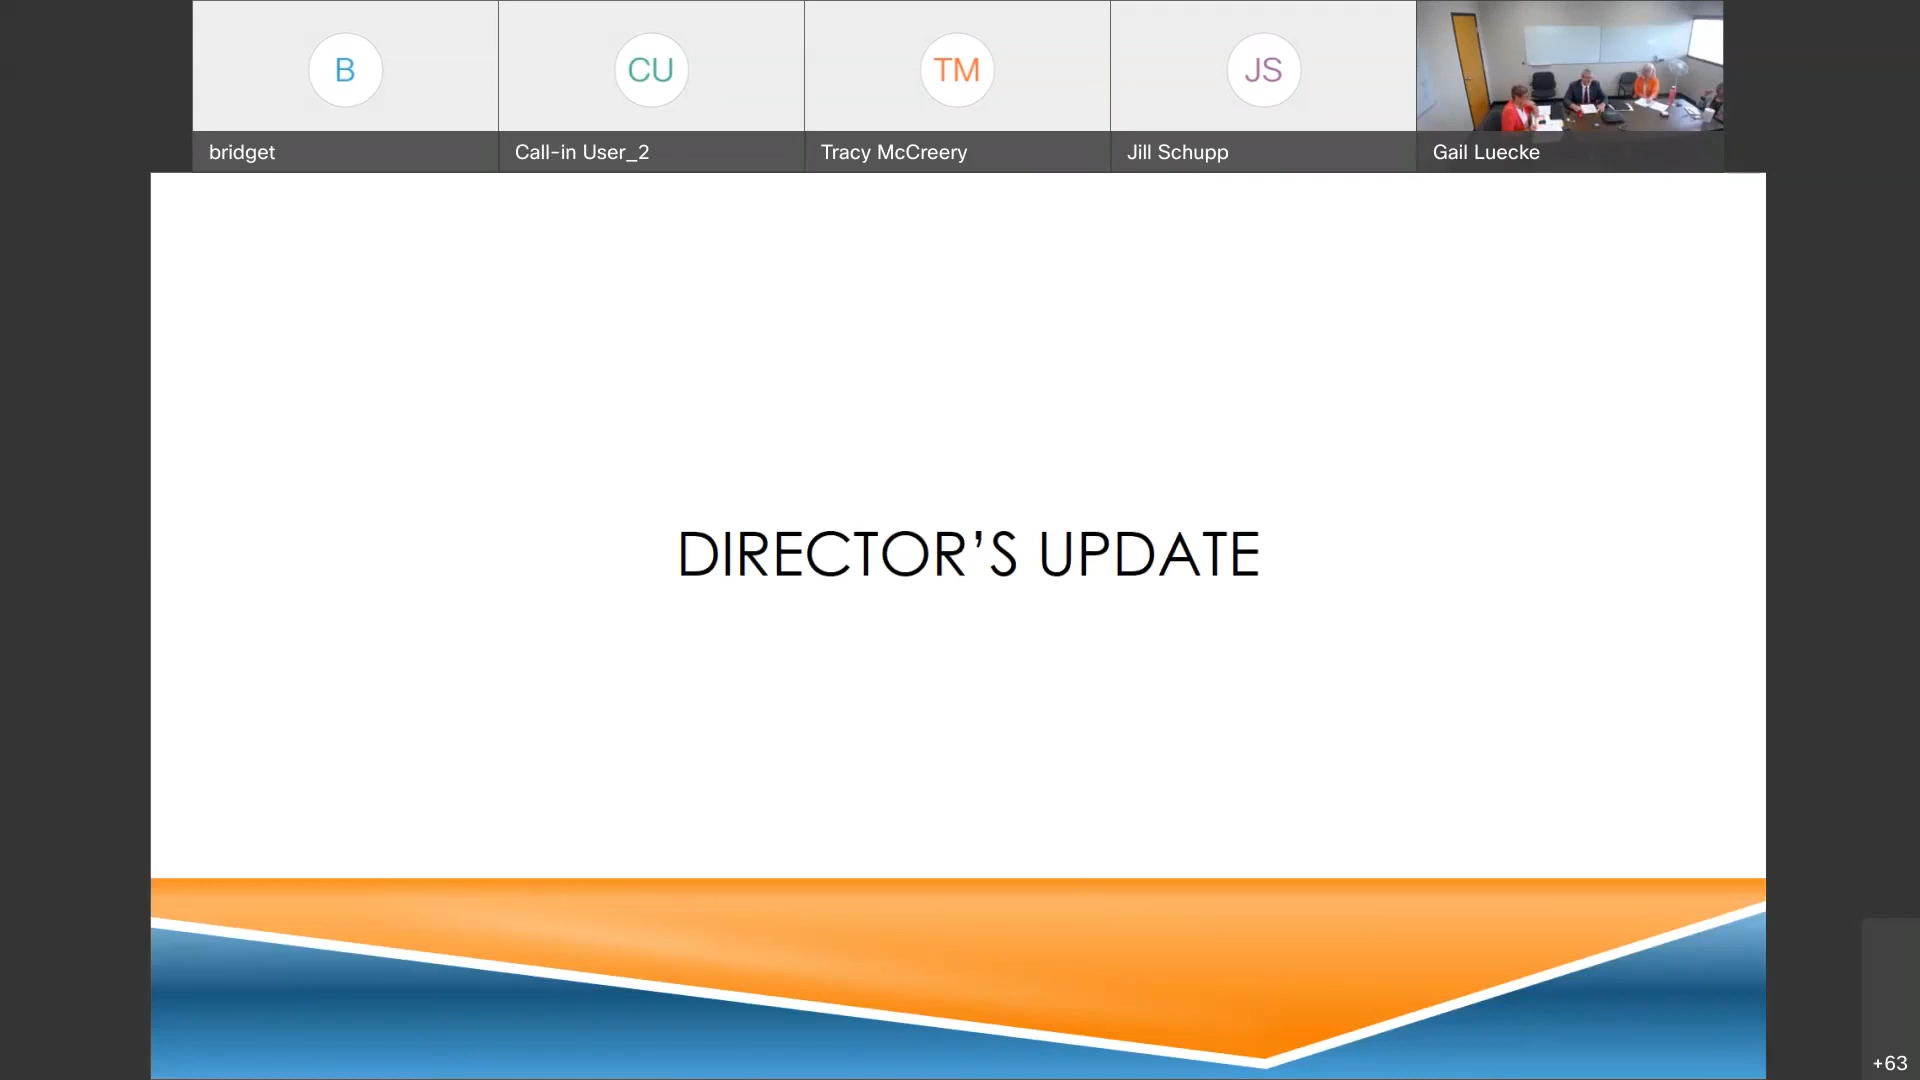 B
CU
TM
JS
bridget
Call-in User_2
Tracy McCreery
Jill Schupp
Gail Luecke
DIRECTOR’S UPDATE
+63